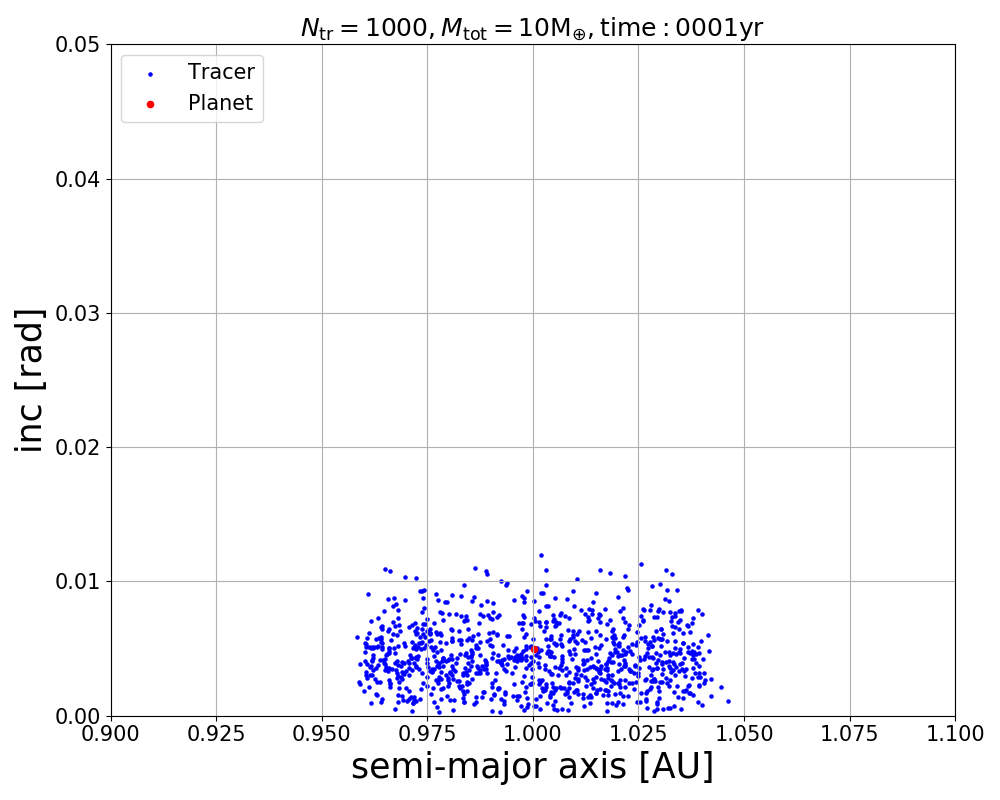 N_tr = 1000, M_tot = 10M_⊕, time : 0001yr
Tracer
Planet
inc [rad]
0.05
0.04
0.03
0.02
0.01
0.00
0.900 0.925 0.950 0.975 1.000 1.025 1.050 1.075 1.100
semi-major axis [AU]